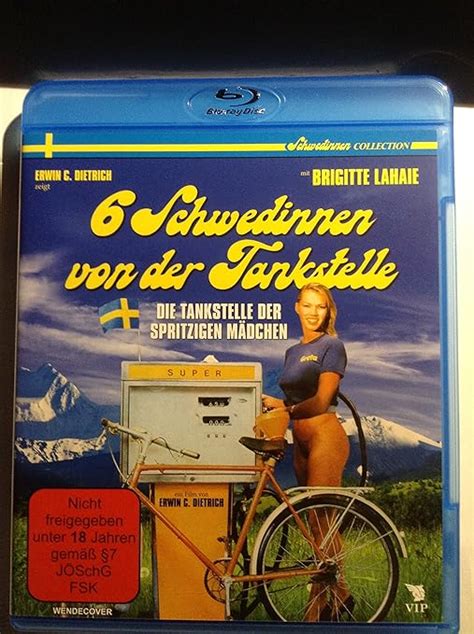 Blu-ray Disc
Schwedinnen COLLECTION
ERWIN C. DIETRICH
zeigt
mit BRIGITTE LAHAIE
6 Schwedinnen
von der Tankstelle
DIE TANKSTELLE DER
SPRITZIGEN MÄDCHEN
Greta
SUPER
ein Film von
ERWIN C. DIETRICH
Nicht
freigegeben
unter 18 Jahren
gemäß §7
JÖSchG
FSK
WENDECOVER
VIP